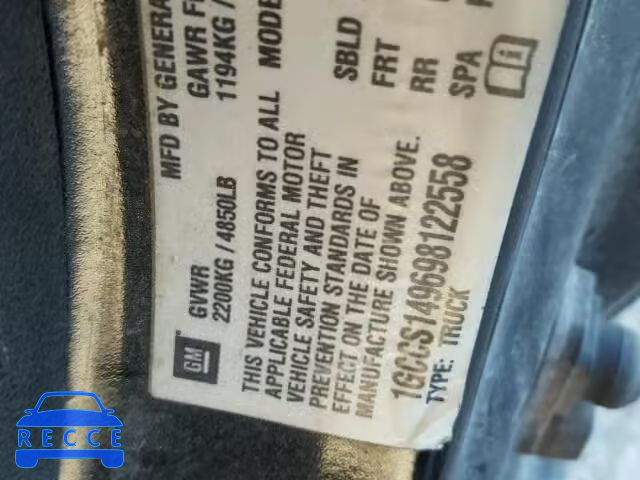 MFD BY GENERA
GAWR F
1194KG /
GVWR
2200KG / 4850LB
THIS VEHICLE CONFORMS TO ALL
APPLICABLE FEDERAL MOTOR
VEHICLE SAFETY AND THEFT
PREVENTION STANDARDS IN
EFFECT ON THE DATE OF
MANUFACTURE SHOWN ABOVE.
1GCCS149698122558
TYPE: TRUCK
MODE
SBLD
FRT
RR
SPA
GM
RECCE